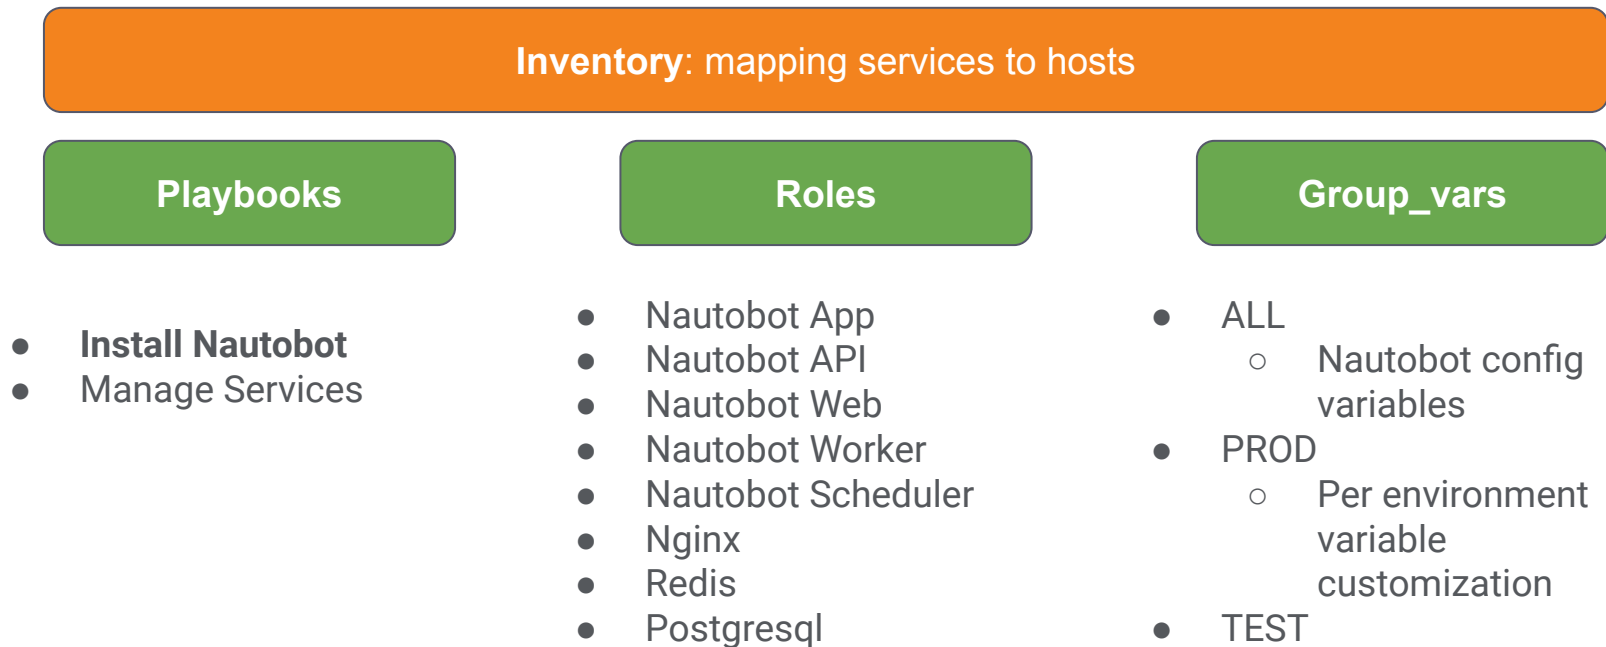 Inventory: mapping services to hosts
Playbooks
● Install Nautobot
● Manage Services
Roles
● Nautobot App
● Nautobot API
● Nautobot Web
● Nautobot Worker
● Nautobot Scheduler
● Nginx
● Redis
● Postgresql
Group_vars
● ALL
○ Nautobot config
variables
● PROD
○ Per environment
variable
customization
● TEST